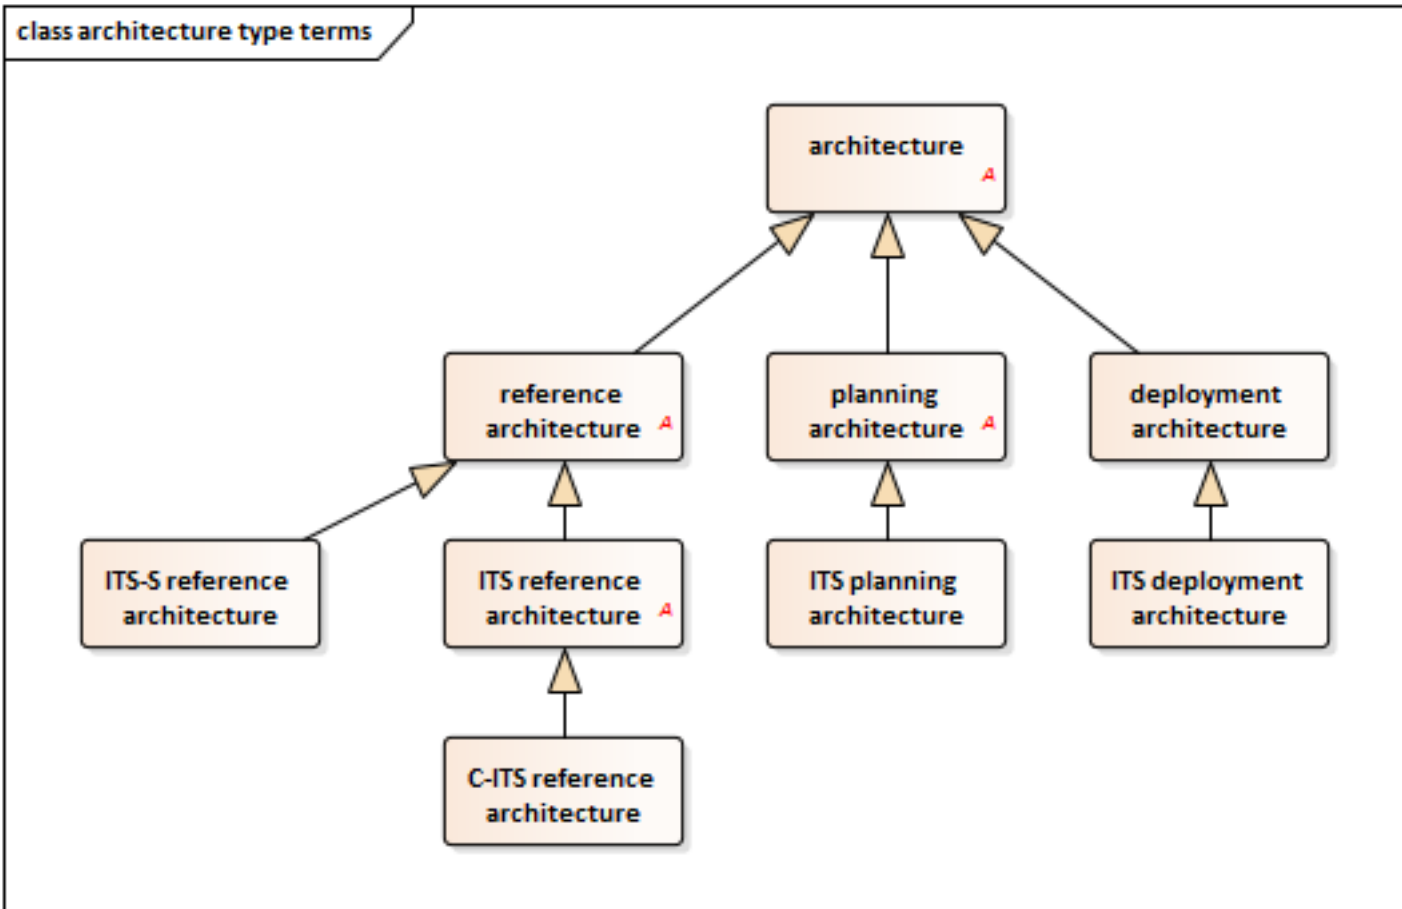 class architecture type terms
architecture
A
reference
architecture A
planning
architecture A
deployment
architecture
ITS-S reference
architecture
ITS reference
architecture A
ITS planning
architecture
ITS deployment
architecture
C-ITS reference
architecture